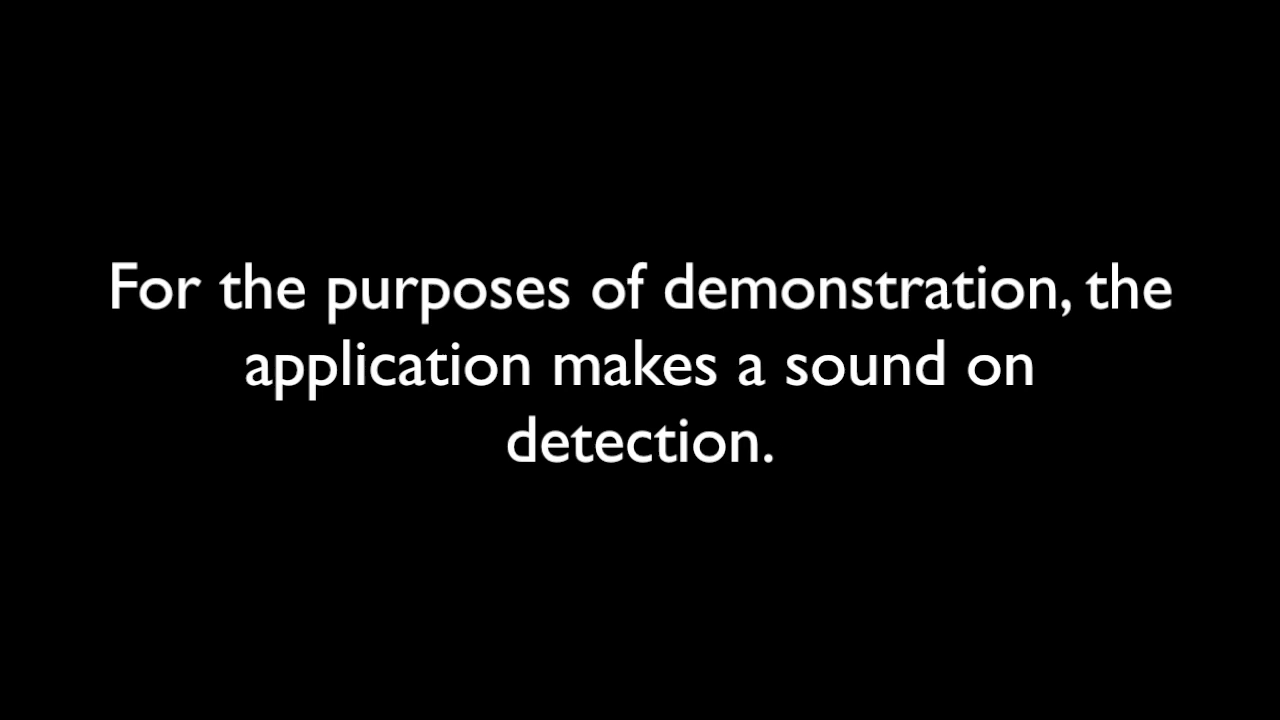 For the purposes of demonstration, the
application makes a sound on
detection.